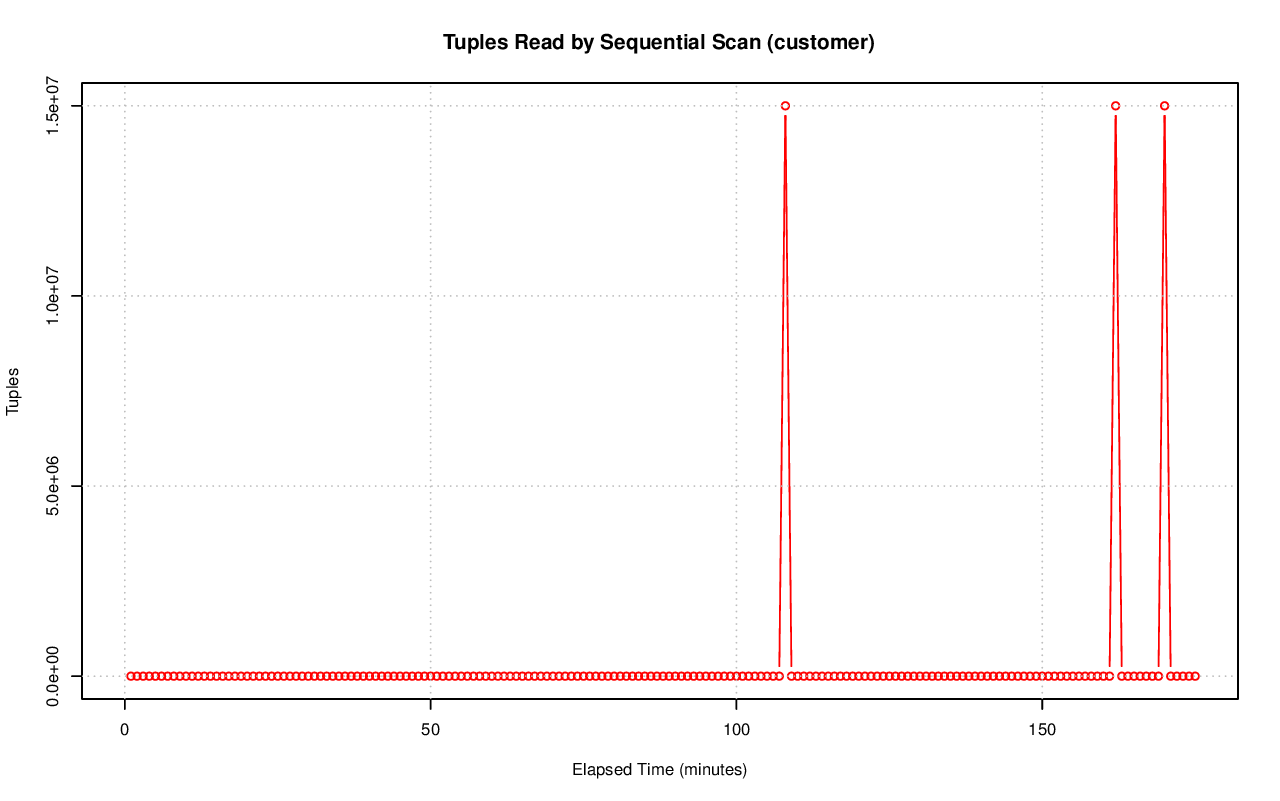 Tuples Read by Sequential Scan (customer)
1.5e+07
1.0e+07
5.0e+06
0.0e+00
Tuples
0 50 100 150
Elapsed Time (minutes)